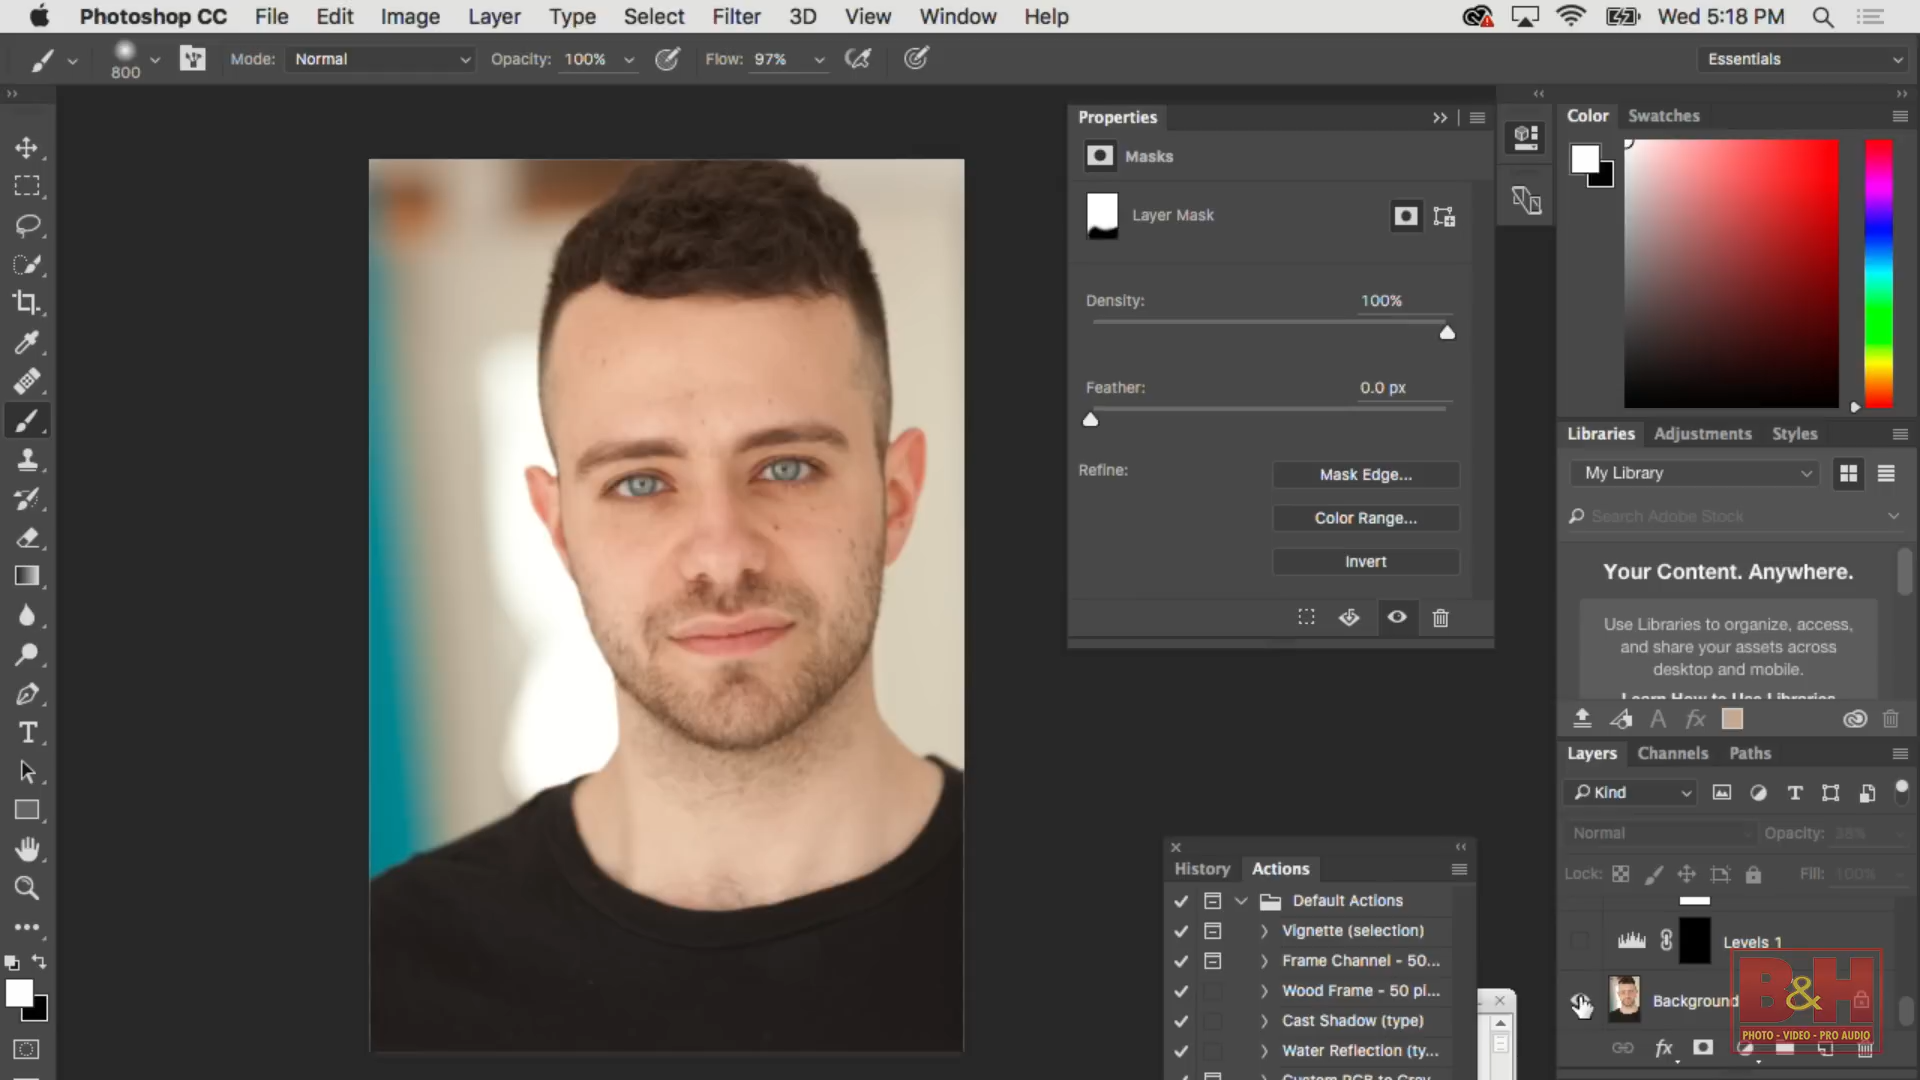 Photoshop CC File Edit Image Layer Type Select Filter 3D View Window Help Wed 5:18 PM
800 Mode: Normal Opacity: 100% Flow: 97% Essentials
Properties
Masks
Layer Mask
Density: 100%
Feather: 0.0 px
Refine: Mask Edge...
Color Range...
Invert
Color Swatches
Libraries Adjustments Styles
My Library
Search Adobe Stock
Your Content. Anywhere.
Use Libraries to organize, access,
and share your assets across
desktop and mobile.
Learn How to Use Libraries
Layers Channels Paths
Kind
Normal Opacity: 38%
Lock: Fill: 100%
Levels 1
Background
B&H
PHOTO - VIDEO - PRO AUDIO
History Actions
Default Actions
Vignette (selection)
Frame Channel - 50...
Wood Frame - 50 pi...
Cast Shadow (type)
Water Reflection (ty...
Custom RGB to Gray